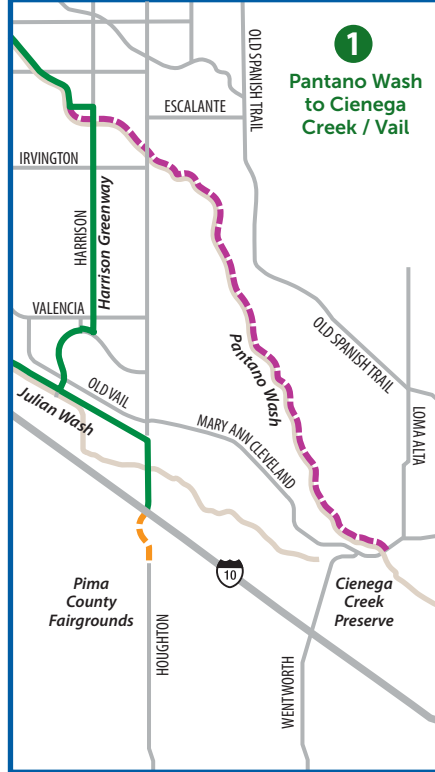 1
Pantano Wash
to Cienega
Creek / Vail
OLD SPANISH TRAIL
ESCALANTE
IRVINGTON
HARRISON
Harrison Greenway
VALENCIA
OLD SPANISH TRAIL
Pantano Wash
OLD VAIL
Julian Wash
MARY ANN CLEVELAND
LOMA ALTA
10
Pima
County
Fairgrounds
Cienega
Creek
Preserve
HOUGHTON
WENTWORTH